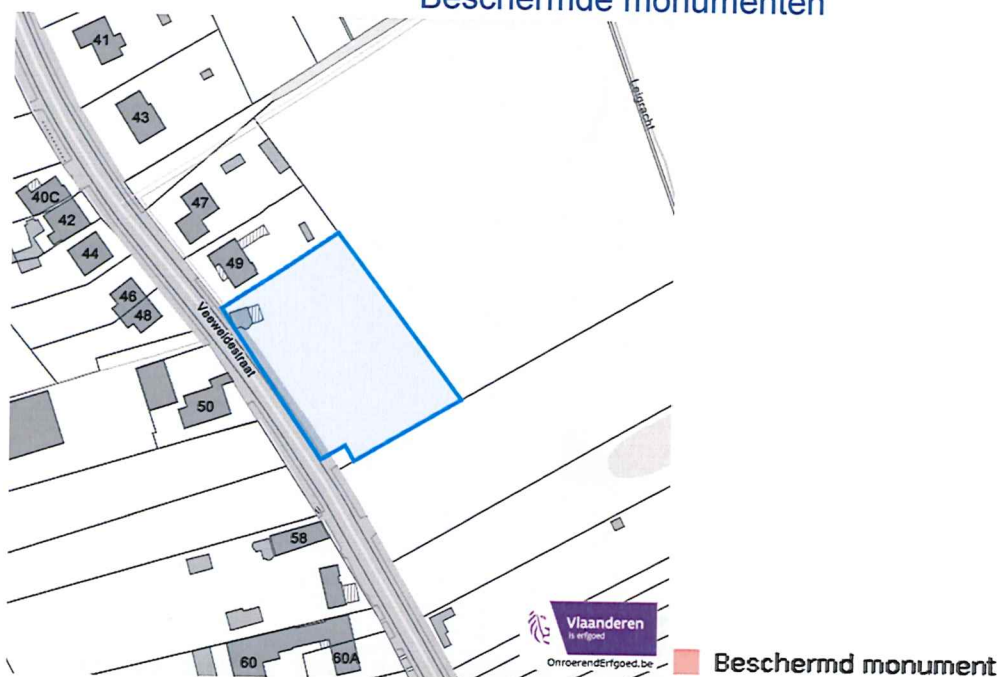 Beschermde monumenten
41
43
Leigracht
47
40C
42
44
49
46
48
Veeweidestraat
50
58
60
60A
Vlaanderen
is erfgoed
OnroerendErfgoed.be
Beschermd monument